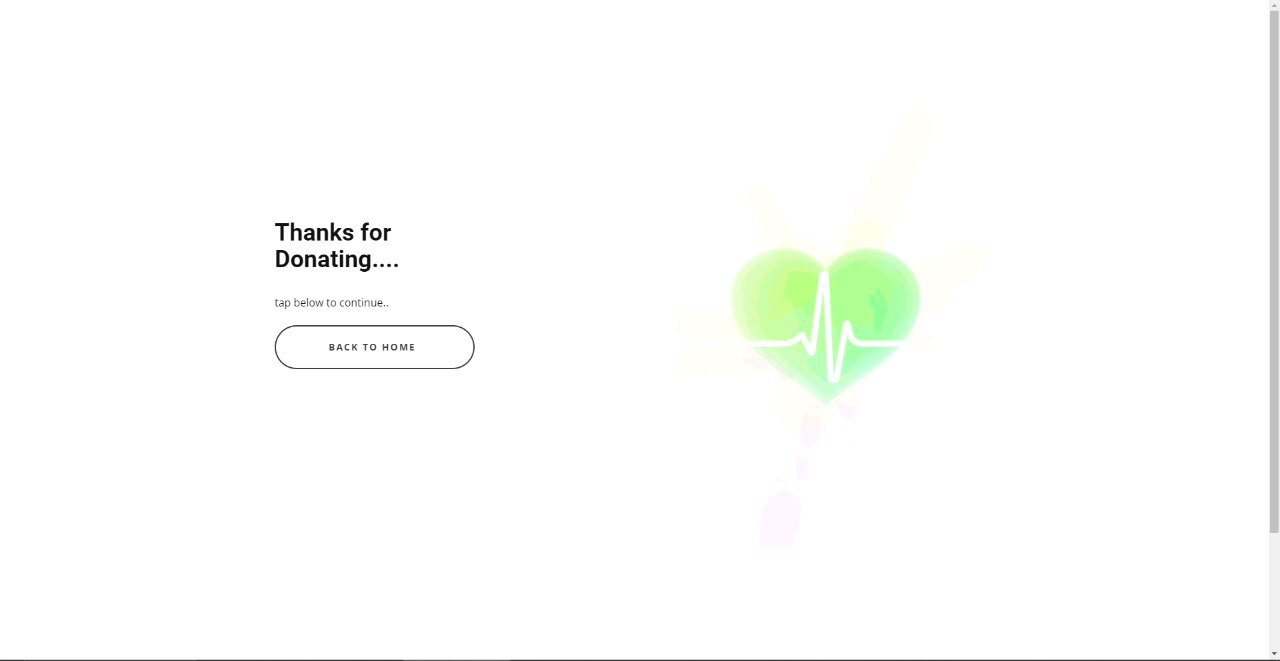 Thanks for
Donating....
tap below to continue..
BACK TO HOME